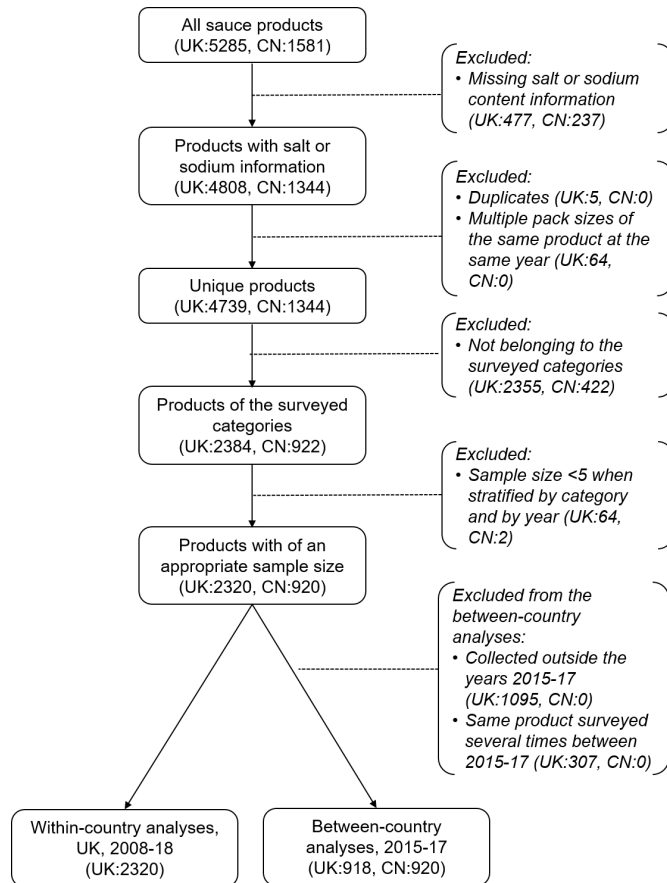 All sauce products
(UK:5285, CN:1581)
Excluded:
• Missing salt or sodium
content information
(UK:477, CN:237)
Products with salt or
sodium information
(UK:4808, CN:1344)
Excluded:
• Duplicates (UK:5, CN:0)
• Multiple pack sizes of
the same product at the
same year (UK:64,
CN:0)
Unique products
(UK:4739, CN:1344)
Excluded:
• Not belonging to the
surveyed categories
(UK:2355, CN:422)
Products of the surveyed
categories
(UK:2384, CN:922)
Excluded:
• Sample size <5 when
stratified by category
and by year (UK:64,
CN:2)
Products with of an
appropriate sample size
(UK:2320, CN:920)
Excluded from the
between-country
analyses:
• Collected outside the
years 2015-17
(UK:1095, CN:0)
• Same product surveyed
several times between
2015-17 (UK:307, CN:0)
Within-country analyses,
UK, 2008-18
(UK:2320)
Between-country
analyses, 2015-17
(UK:918, CN:920)